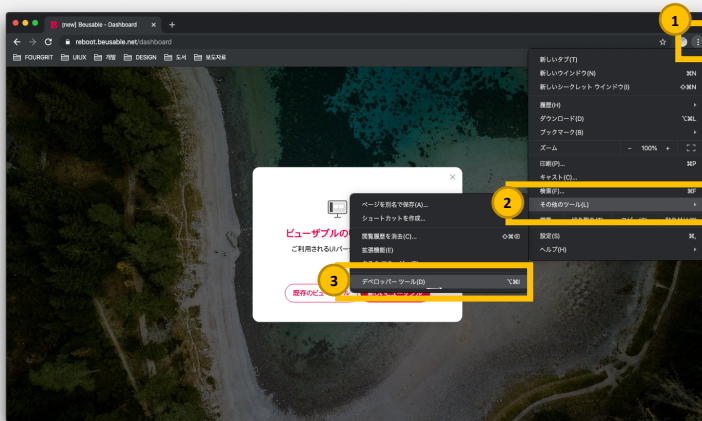 1
[new] Beusable - Dashboard
reboot.beusable.net/dashboard
FOURGRIT UIUX 개발 DESIGN 도서 보도자료
新しいタブ(T)
新しいウインドウ(N) ⌘N
新しいシークレット ウインドウ(I) ⇧⌘N
履歴(H)
ダウンロード(D) ⌥⌘L
ブックマーク(B)
ズーム - 100% +
印刷(P)... ⌘P
キャスト(C)...
検索(F)... ⌘F
2
その他のツール(L)
設定(S) ⌘,
ヘルプ(H)
ページを別名で保存(A)...
ショートカットを作成...
閲覧履歴を消去(C)...
拡張機能(E)
3
デベロッパー ツール(D) ⌥⌘I
ビューザブルの
ご利用されるUIバー
既存のビュ